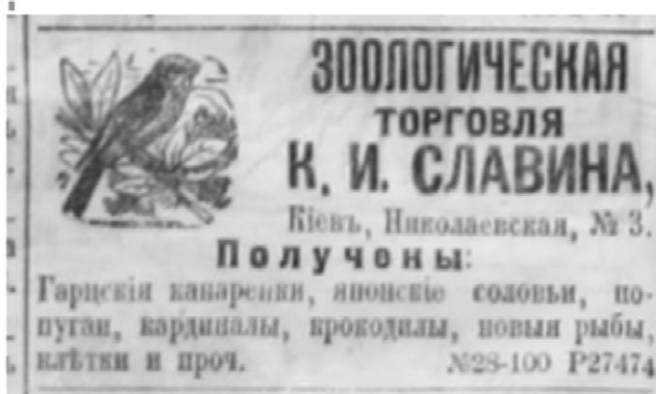 ЗООЛОГИЧЕСКАЯ
ТОРГОВЛЯ
К. И. СЛАВИНА,
Кіевъ, Николаевская, № 3.
Получены:
Гарцскія канарейки, японскіе соловьи, по-
пугаи, кардиналы, крокодилы, новыя рыбы,
клѣтки и проч.
№28-100 Р27474